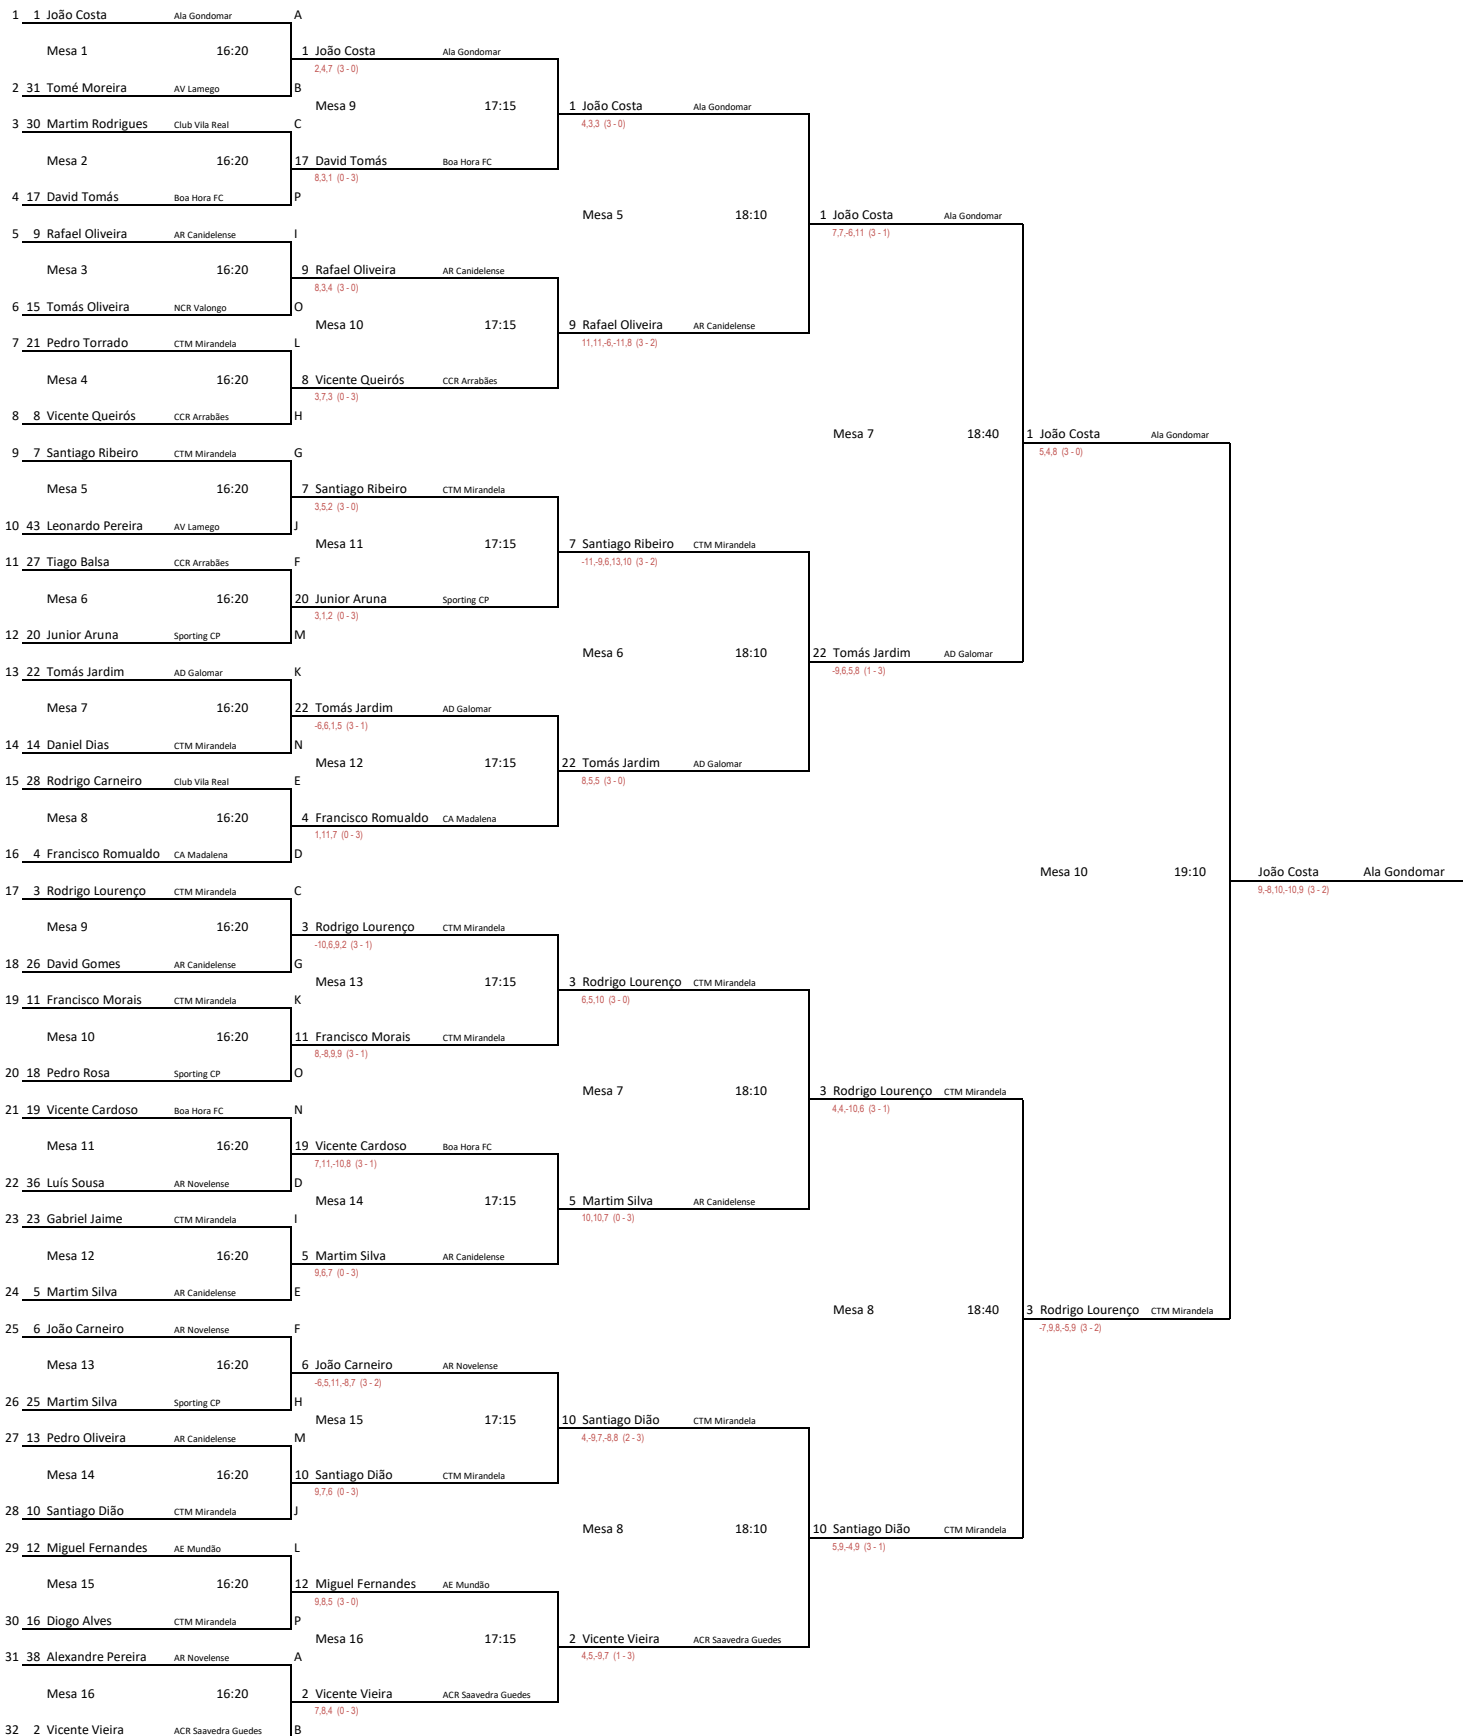 1 1 João Costa Ala Gondomar A
Mesa 1 16:20 1 João Costa Ala Gondomar
2,4,7 (3 - 0)
2 31 Tomé Moreira AV Lamego B
Mesa 9 17:15 1 João Costa Ala Gondomar
3 30 Martim Rodrigues Club Vila Real C
4,3,3 (3 - 0)
Mesa 2 16:20 17 David Tomás Boa Hora FC
8,3,1 (0 - 3)
4 17 David Tomás Boa Hora FC P
Mesa 5 18:10 1 João Costa Ala Gondomar
5 9 Rafael Oliveira AR Canidelense I
7,7,-6,11 (3 - 1)
Mesa 3 16:20 9 Rafael Oliveira AR Canidelense
8,3,4 (3 - 0)
6 15 Tomás Oliveira NCR Valongo O
Mesa 10 17:15 9 Rafael Oliveira AR Canidelense
7 21 Pedro Torrado CTM Mirandela L
11,11,-6,-11,8 (3 - 2)
Mesa 4 16:20 8 Vicente Queirós CCR Arrabães
3,7,3 (0 - 3)
8 8 Vicente Queirós CCR Arrabães H
Mesa 7 18:40 1 João Costa Ala Gondomar
9 7 Santiago Ribeiro CTM Mirandela G
5,4,8 (3 - 0)
Mesa 5 16:20 7 Santiago Ribeiro CTM Mirandela
3,5,2 (3 - 0)
10 43 Leonardo Pereira AV Lamego J
Mesa 11 17:15 7 Santiago Ribeiro CTM Mirandela
11 27 Tiago Balsa CCR Arrabães F
-11,-9,6,13,10 (3 - 2)
Mesa 6 16:20 20 Junior Aruna Sporting CP
3,1,2 (0 - 3)
12 20 Junior Aruna Sporting CP M
Mesa 6 18:10 22 Tomás Jardim AD Galomar
13 22 Tomás Jardim AD Galomar K
-9,6,5,8 (1 - 3)
Mesa 7 16:20 22 Tomás Jardim AD Galomar
-6,6,1,5 (3 - 1)
14 14 Daniel Dias CTM Mirandela N
Mesa 12 17:15 22 Tomás Jardim AD Galomar
15 28 Rodrigo Carneiro Club Vila Real E
8,5,5 (3 - 0)
Mesa 8 16:20 4 Francisco Romualdo CA Madalena
1,11,7 (0 - 3)
16 4 Francisco Romualdo CA Madalena D
Mesa 10 19:10 João Costa Ala Gondomar
17 3 Rodrigo Lourenço CTM Mirandela C
9,-8,10,-10,9 (3 - 2)
Mesa 9 16:20 3 Rodrigo Lourenço CTM Mirandela
-10,6,9,2 (3 - 1)
18 26 David Gomes AR Canidelense G
Mesa 13 17:15 3 Rodrigo Lourenço CTM Mirandela
19 11 Francisco Morais CTM Mirandela K
6,5,10 (3 - 0)
Mesa 10 16:20 11 Francisco Morais CTM Mirandela
8,-8,9,9 (3 - 1)
20 18 Pedro Rosa Sporting CP O
Mesa 7 18:10 3 Rodrigo Lourenço CTM Mirandela
21 19 Vicente Cardoso Boa Hora FC N
4,4,-10,6 (3 - 1)
Mesa 11 16:20 19 Vicente Cardoso Boa Hora FC
7,11,-10,8 (3 - 1)
22 36 Luís Sousa AR Novelense D
Mesa 14 17:15 5 Martim Silva AR Canidelense
23 23 Gabriel Jaime CTM Mirandela I
10,10,7 (0 - 3)
Mesa 12 16:20 5 Martim Silva AR Canidelense
9,6,7 (0 - 3)
24 5 Martim Silva AR Canidelense E
Mesa 8 18:40 3 Rodrigo Lourenço CTM Mirandela
25 6 João Carneiro AR Novelense F
-7,9,8,-5,9 (3 - 2)
Mesa 13 16:20 6 João Carneiro AR Novelense
-6,5,11,-8,7 (3 - 2)
26 25 Martim Silva Sporting CP H
Mesa 15 17:15 10 Santiago Dião CTM Mirandela
27 13 Pedro Oliveira AR Canidelense M
4,-9,7,-8,8 (2 - 3)
Mesa 14 16:20 10 Santiago Dião CTM Mirandela
9,7,6 (0 - 3)
28 10 Santiago Dião CTM Mirandela J
Mesa 8 18:10 10 Santiago Dião CTM Mirandela
29 12 Miguel Fernandes AE Mundão L
5,9,-4,9 (3 - 1)
Mesa 15 16:20 12 Miguel Fernandes AE Mundão
9,8,5 (3 - 0)
30 16 Diogo Alves CTM Mirandela P
Mesa 16 17:15 2 Vicente Vieira ACR Saavedra Guedes
31 38 Alexandre Pereira AR Novelense A
4,5,-9,7 (1 - 3)
Mesa 16 16:20 2 Vicente Vieira ACR Saavedra Guedes
7,8,4 (0 - 3)
32 2 Vicente Vieira ACR Saavedra Guedes B